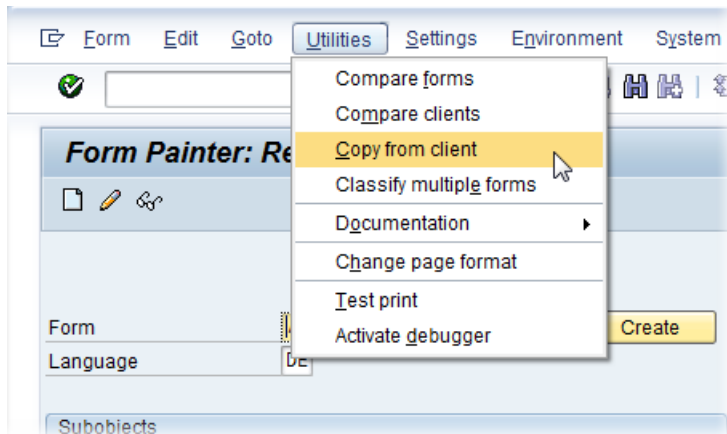 Form Edit Goto Utilities Settings Environment System
Compare forms
Compare clients
Copy from client
Form Painter: Re
Classify multiple forms
Documentation
Change page format
Test print
Form
Create
Activate debugger
Language
DE
Subobjects